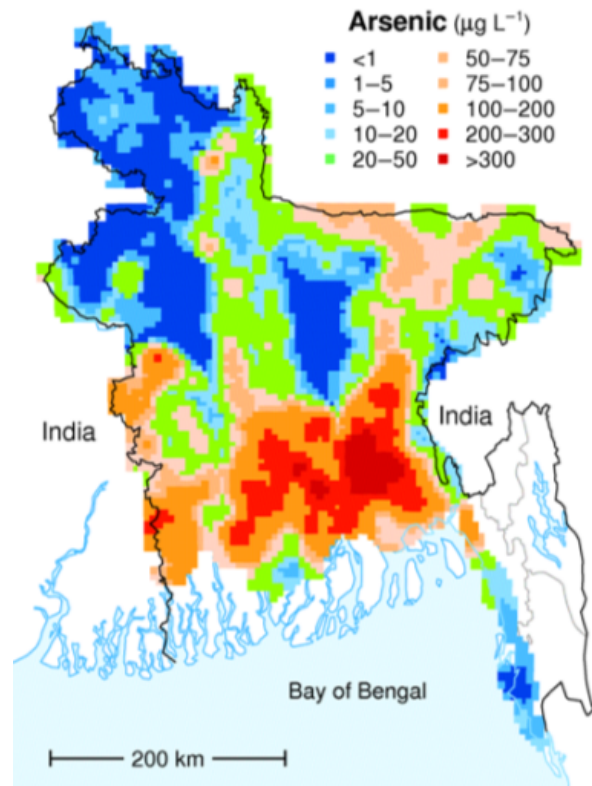 Arsenic (µg L⁻¹)
<1
1–5
5–10
10–20
20–50
50–75
75–100
100–200
200–300
>300
India
India
Bay of Bengal
200 km